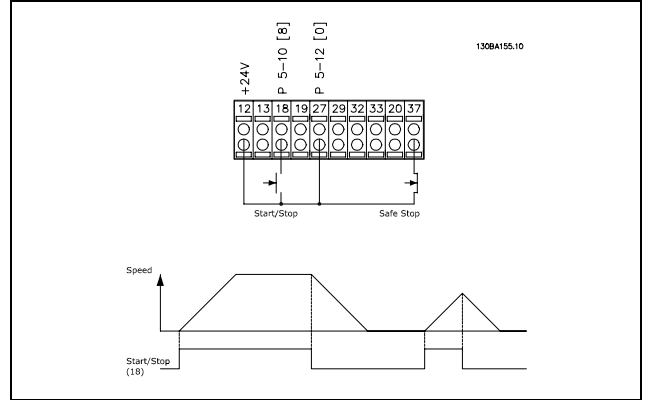 130BA155.10
+24V
P 5-10 [8]
P 5-12 [0]
12 13 18 19 27 29 32 33 20 37
Start/Stop
Safe Stop
Speed
Start/Stop
(18)